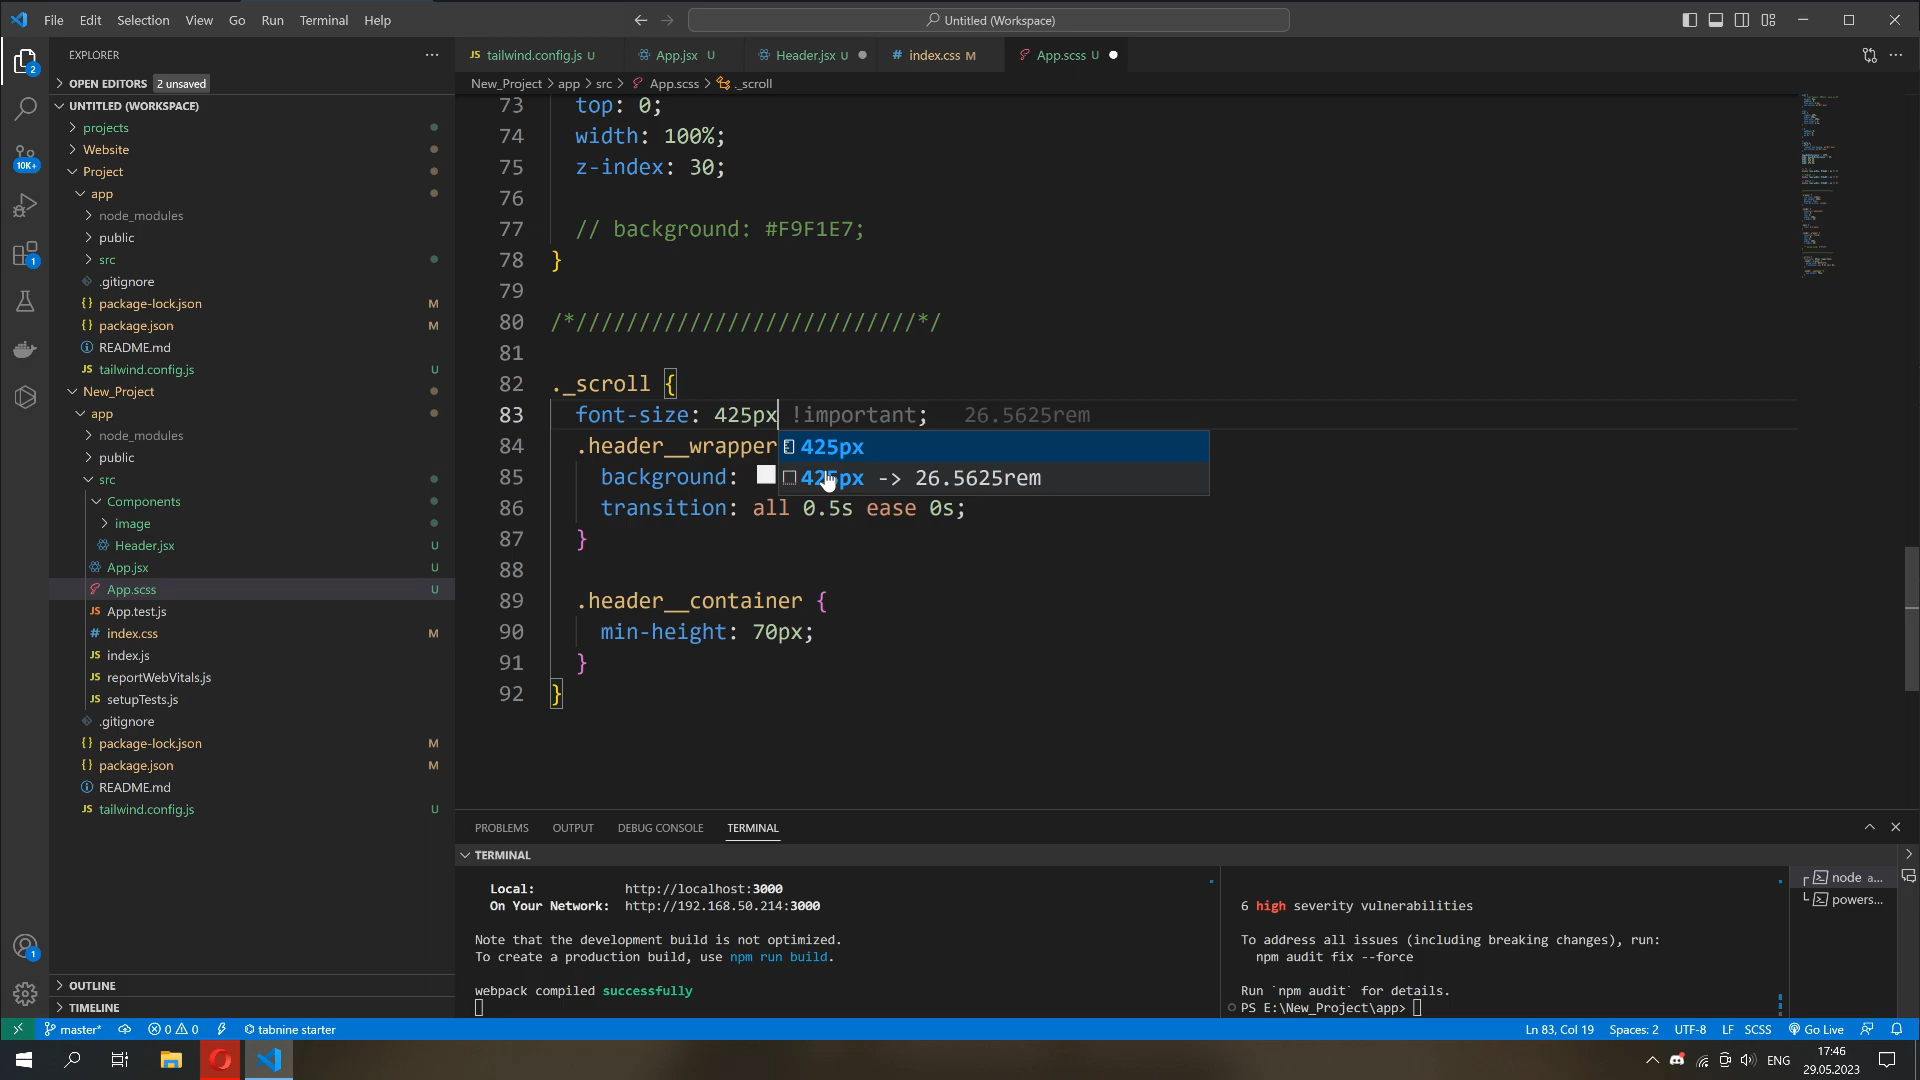 File Edit Selection View Go Run Terminal Help
Untitled (Workspace)
EXPLORER
OPEN EDITORS 2 unsaved
UNTITLED (WORKSPACE)
projects
Website
Project
app
node_modules
public
src
.gitignore
package-lock.json M
package.json M
README.md
tailwind.config.js U
New_Project
app
node_modules
public
src
Components
image
Header.jsx U
App.jsx U
App.scss U
App.test.js
index.css M
index.js
reportWebVitals.js
setupTests.js
.gitignore
package-lock.json M
package.json M
README.md
tailwind.config.js U
OUTLINE
TIMELINE
2
10K+
1
1
tailwind.config.js U App.jsx U Header.jsx U index.css M App.scss U
New_Project > app > src > App.scss > ._scroll
73 top: 0;
74 width: 100%;
75 z-index: 30;
76
77 // background: #F9F1E7;
78 }
79
80 /*///////////////////////////*/
81
82 ._scroll {
83 font-size: 425px !important; 26.5625rem
84 .header__wrapper
425px
85 background:
425px -> 26.5625rem
86 transition: all 0.5s ease 0s;
87 }
88
89 .header__container {
90 min-height: 70px;
91 }
92 }
PROBLEMS OUTPUT DEBUG CONSOLE TERMINAL
TERMINAL
Local: http://localhost:3000
On Your Network: http://192.168.50.214:3000
Note that the development build is not optimized.
To create a production build, use npm run build.
webpack compiled successfully
6 high severity vulnerabilities
To address all issues (including breaking changes), run:
npm audit fix --force
Run `npm audit` for details.
PS E:\New_Project\app>
node a...
powers...
master* 0 0 tabnine starter
Ln 83, Col 19 Spaces: 2 UTF-8 LF SCSS Go Live
ENG
17:46
29.05.2023